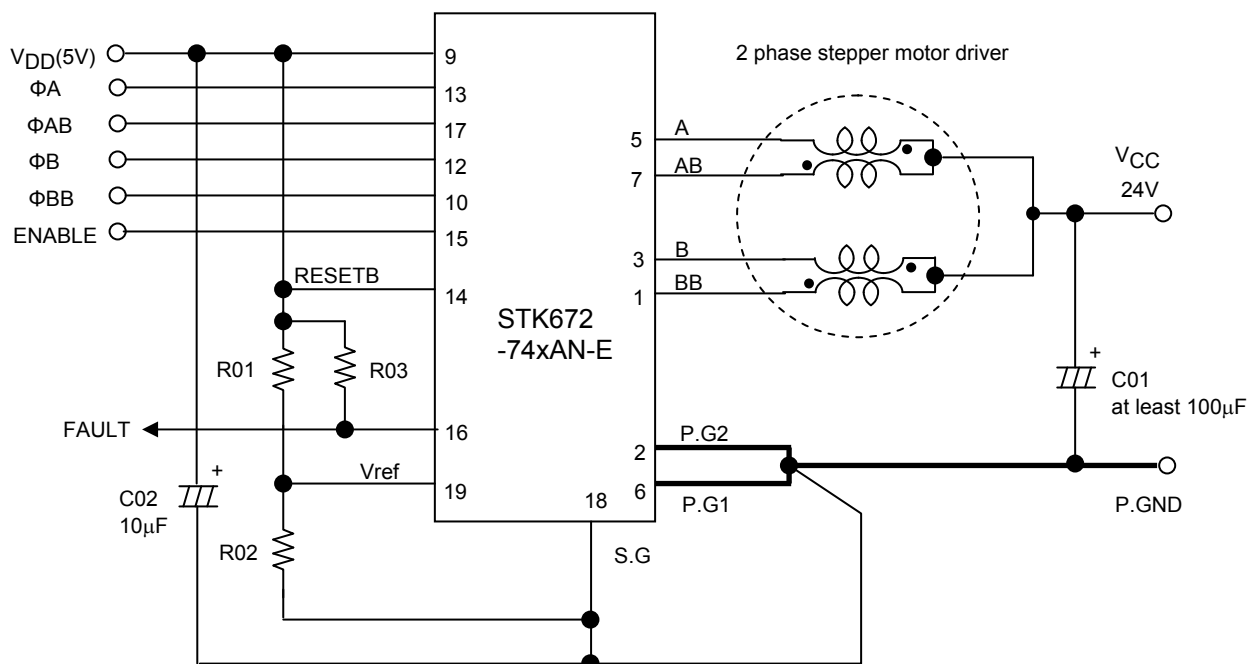 VDD(5V)
ΦA
ΦAB
ΦB
ΦBB
ENABLE
RESETB
R01
R03
FAULT
Vref
C02
10μF
+
R02
9
13
17
12
10
15
14
16
19
STK672
-74xAN-E
18
S.G
5
7
3
1
2
6
2 phase stepper motor driver
A
AB
B
BB
P.G2
P.G1
VCC
24V
+
C01
at least 100μF
P.GND